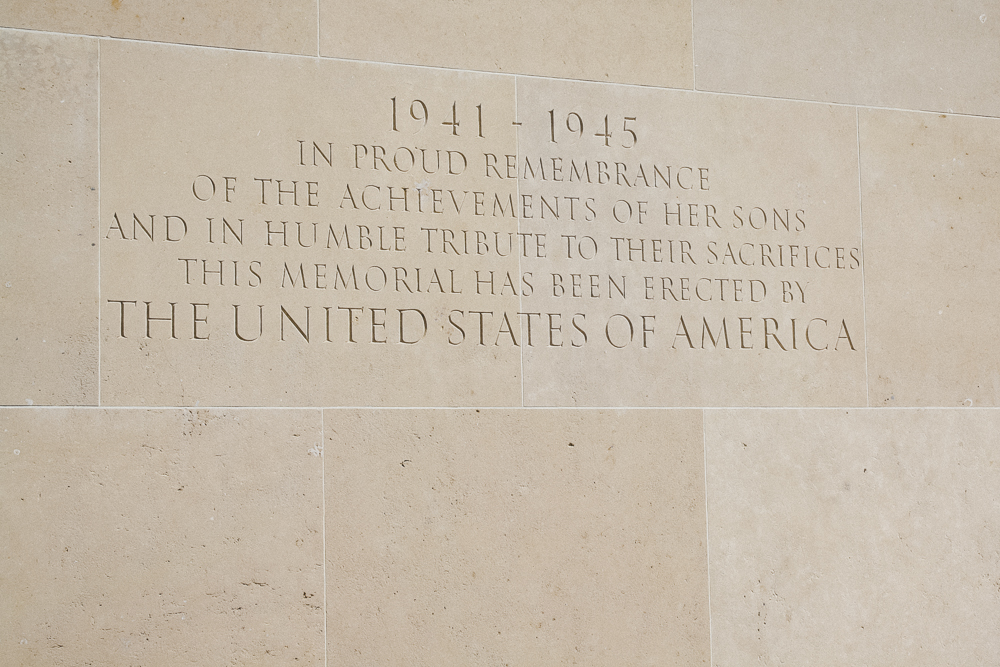 1941 - 1945
IN PROUD REMEMBRANCE
OF THE ACHIEVEMENTS OF HER SONS
AND IN HUMBLE TRIBUTE TO THEIR SACRIFICES
THIS MEMORIAL HAS BEEN ERECTED BY
THE UNITED STATES OF AMERICA